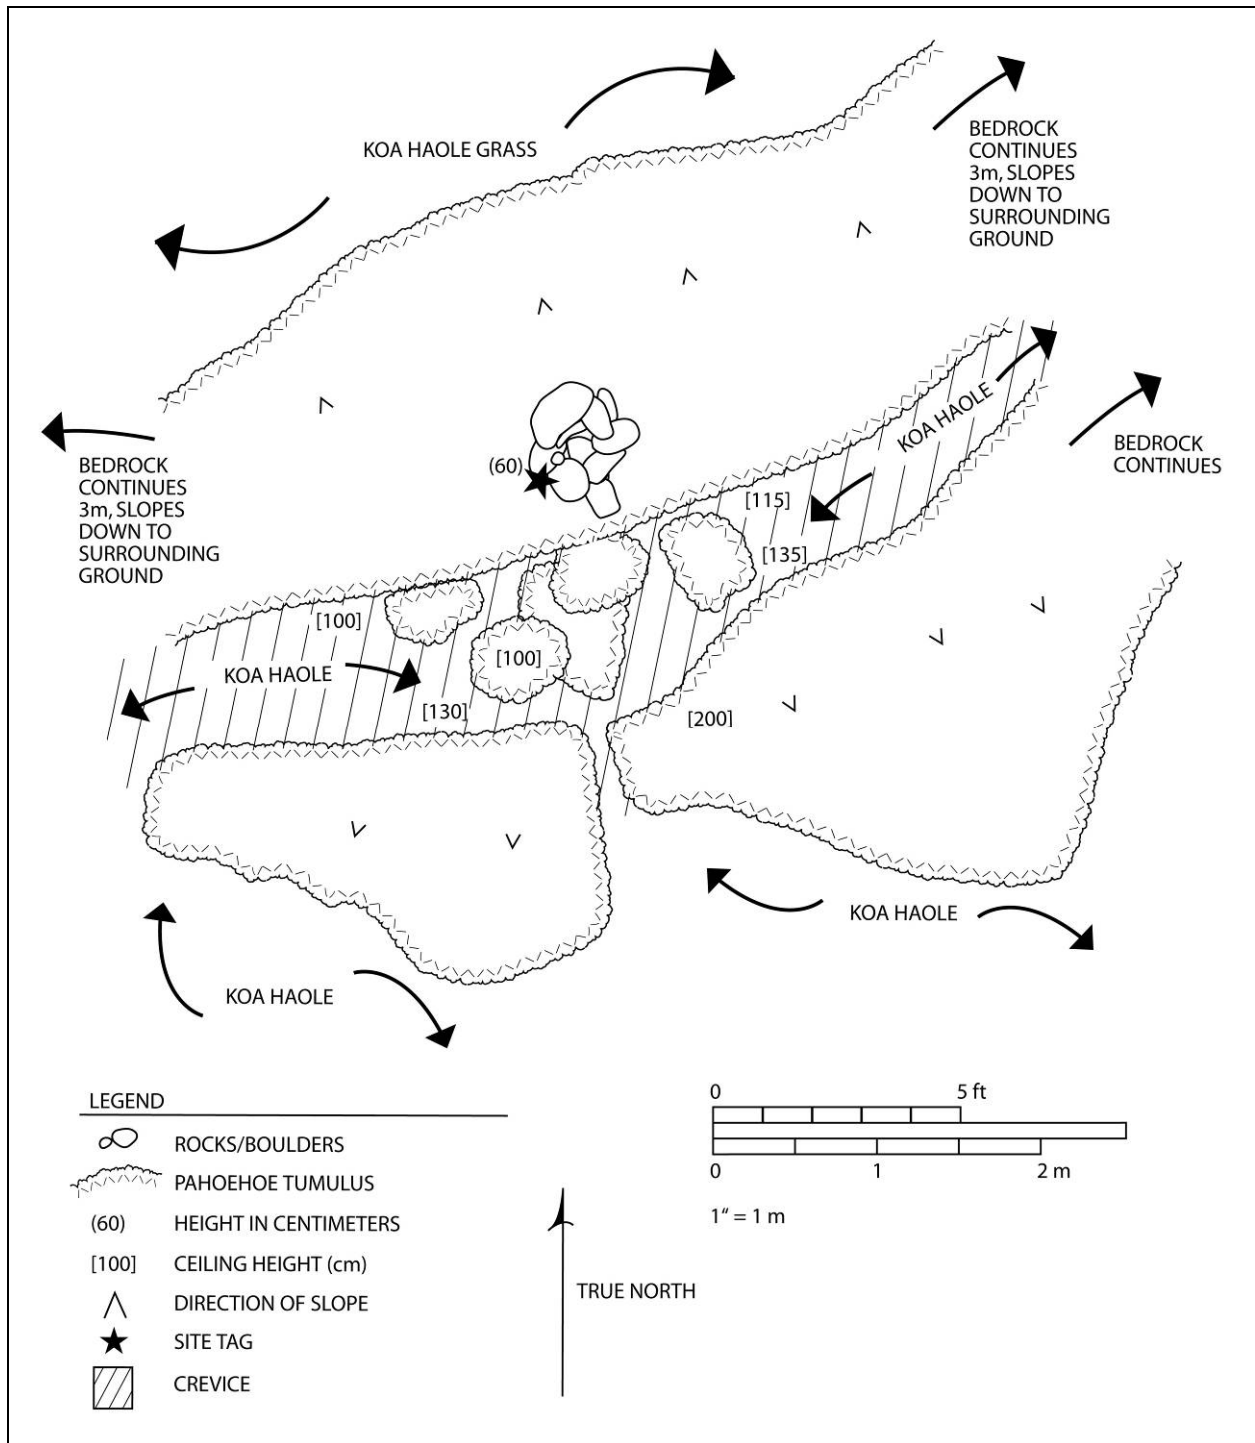 KOA HAOLE GRASS
BEDROCK
CONTINUES
3m, SLOPES
DOWN TO
SURROUNDING
GROUND
KOA HAOLE
BEDROCK
CONTINUES
BEDROCK
CONTINUES
3m, SLOPES
DOWN TO
SURROUNDING
GROUND
(60)
[115]
[135]
[100]
[100]
KOA HAOLE
[130]
[200]
KOA HAOLE
KOA HAOLE
LEGEND
ROCKS/BOULDERS
PAHOEHOE TUMULUS
(60) HEIGHT IN CENTIMETERS
[100] CEILING HEIGHT (cm)
DIRECTION OF SLOPE
SITE TAG
CREVICE
TRUE NORTH
0 5 ft
0 1 2 m
1“ = 1 m